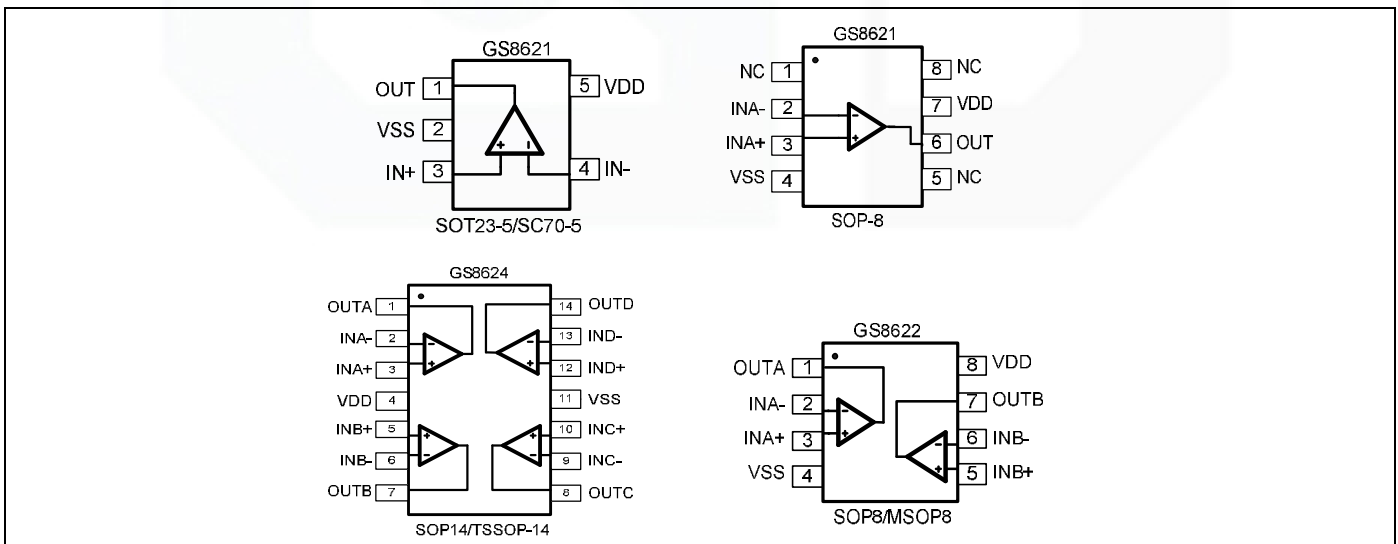 GS8621
OUT 1 5 VDD
VSS 2
IN+ 3 4 IN-
+ -
SOT23-5/SC70-5
GS8621
NC 1 8 NC
INA- 2 - 7 VDD
INA+ 3 + 6 OUT
VSS 4 5 NC
SOP-8
GS8624
OUTA 1 14 OUTD
INA- 2 - - 13 IND-
INA+ 3 + + 12 IND+
VDD 4 11 VSS
INB+ 5 + + 10 INC+
INB- 6 - - 9 INC-
OUTB 7 8 OUTC
SOP14/TSSOP-14
GS8622
OUTA 1 8 VDD
INA- 2 - 7 OUTB
INA+ 3 + - 6 INB-
VSS 4 + 5 INB+
SOP8/MSOP8